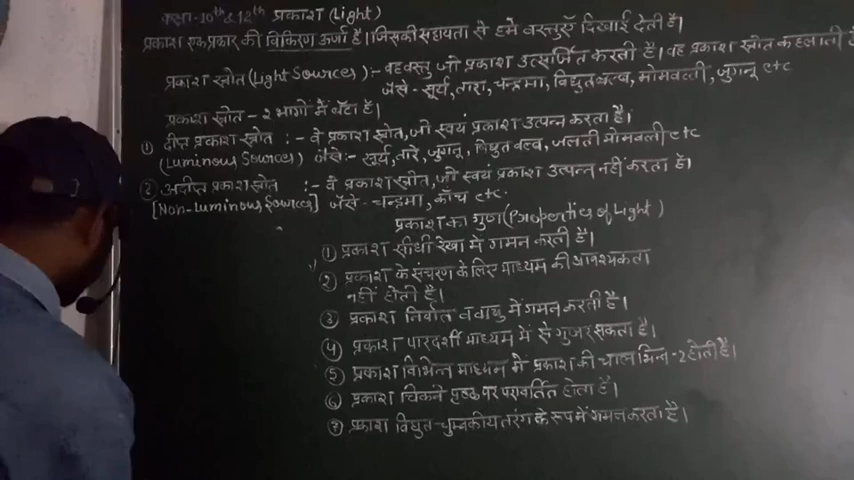 कक्षा-10th & 12th प्रकाश (Light)
प्रकाश एक प्रकार की विकिरण ऊर्जा है। जिसकी सहायता से हमे वस्तुएँ दिखाई देती है।
प्रकाश स्रोत (Light Sources) :- वह वस्तु जो प्रकाश उत्सर्जित करती है। वह प्रकाश स्रोत कहलाती है
जैसे - सूर्य, तारा, चन्द्रमा, विद्युत बल्ब, मोमबत्ती, जुगनू etc
प्रकाश स्रोत - 2 भागों में बँटा है।
① दीप्त प्रकाश स्रोत :- वे प्रकाश स्रोत, जो स्वयं प्रकाश उत्पन्न करता है।
(Luminous Sources) जैसे:- सूर्य, तारे, जुगनू, विद्युत बल्ब, जलती मोमबत्ती etc
② अदीप्त प्रकाश स्रोत :- वे प्रकाश स्रोत, जो स्वयं प्रकाश उत्पन्न नहीं करता है।
[Non-Luminous Sources] जैसे - चन्द्रमा, काँच etc.
प्रकाश का गुण (Properties of Light)
① प्रकाश सीधी रेखा में गमन करती है।
② प्रकाश के संचरण के लिए माध्यम की आवश्यकता
नहीं होती है।
③ प्रकाश निर्वात व वायु में गमन करती है।
④ प्रकाश पारदर्शी माध्यम में से गुजर सकता है।
⑤ प्रकाश विभिन्न माध्यम में प्रकाश की चाल भिन्न-2 होती है।
⑥ प्रकाश चिकने पृष्ठ पर परावर्तित होता है।
⑦ प्रकाश विद्युत-चुम्बकीय तरंग के रूप में गमन करता है।